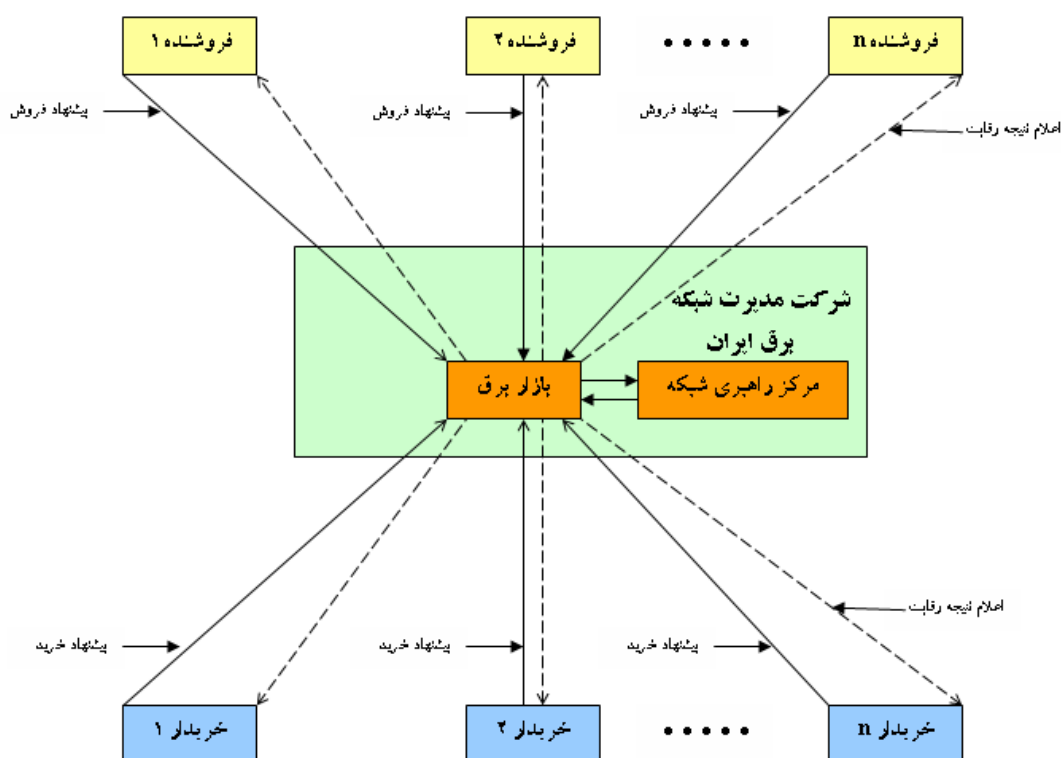 فروشنده ۱
فروشنده ۲
• • • • •
فروشنده n
پیشنهاد فروش
پیشنهاد فروش
پیشنهاد فروش
اعلام نتیجه رقابت
شرکت مدیرت شبکه
برق ایران
بازار برق
مرکز راهبری شبکه
پیشنهاد خرید
پیشنهاد خرید
پیشنهاد خرید
اعلام نتیجه رقابت
خریدار ۱
خریدار ۲
• • • • •
خریدار n